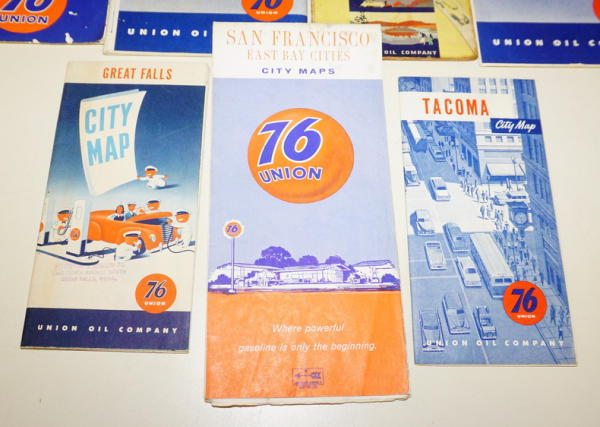 76
UNION
UNION OIL COMPANY
76
UNION
OIL COMPANY
UNION OIL
GREAT FALLS
CITY
MAP
76
UNION
UNION OIL COMPANY
SAN FRANCISCO
EAST BAY CITIES
CITY MAPS
76
UNION
76
Where powerful
gasoline is only the beginning.
TACOMA
City Map
76
UNION
UNION OIL COMPANY